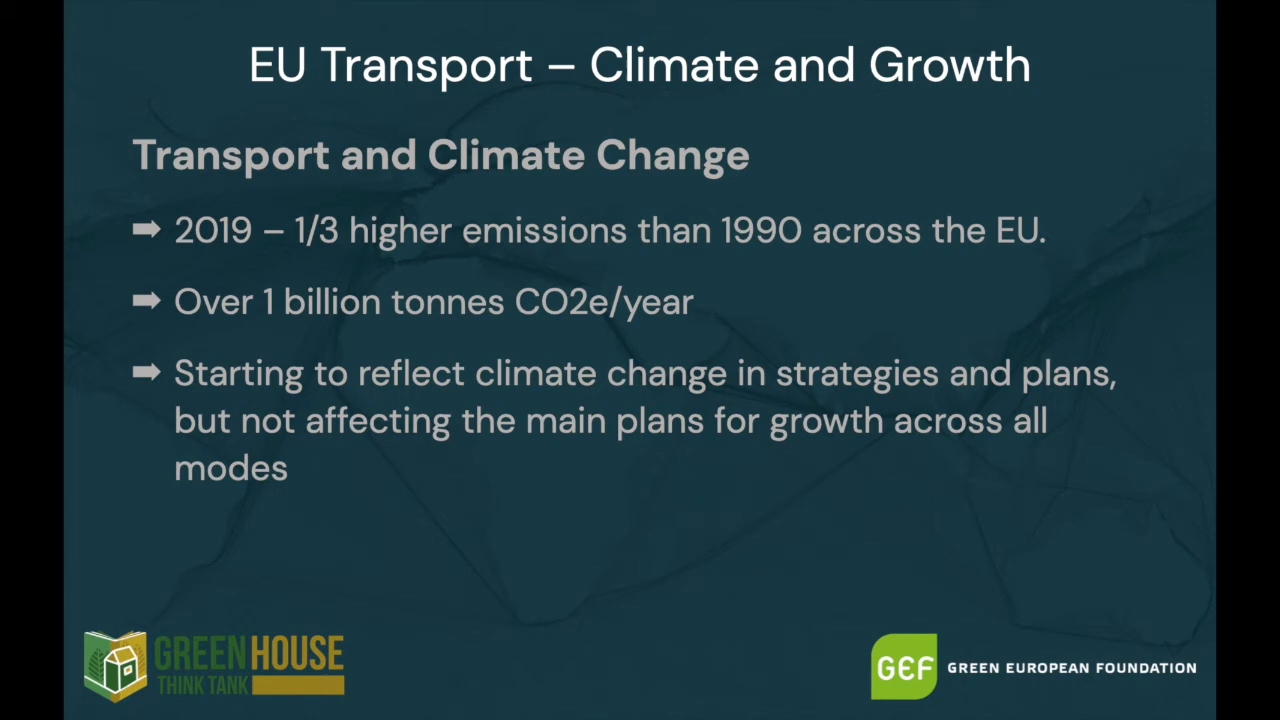 EU Transport – Climate and Growth
Transport and Climate Change
➡ 2019 – 1/3 higher emissions than 1990 across the EU.
➡ Over 1 billion tonnes CO2e/year
➡ Starting to reflect climate change in strategies and plans,
but not affecting the main plans for growth across all
modes
GREEN HOUSE
THINK TANK
GEF GREEN EUROPEAN FOUNDATION